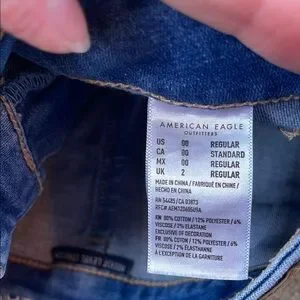 AMERICAN EAGLE
OUTFITTERS
US 00 REGULAR
CA 00 STANDARD
MX 00 REGULAR
UK 2 REGULAR
MADE IN CHINA / FABRIQUÉ EN CHINE /
HECHO EN CHINA
RN 54485 / CA 03873
EN 80% COTTON / 12% POLYESTER / 6%
VISCOSE / 2% ELASTANE
EXCLUSIVE OF DECORATION
FR 80% COTON / 12% POLYESTER / 6%
VISCOSE / 2% ÉLASTHANNE
À L'EXCEPTION DE LA GARNITURE